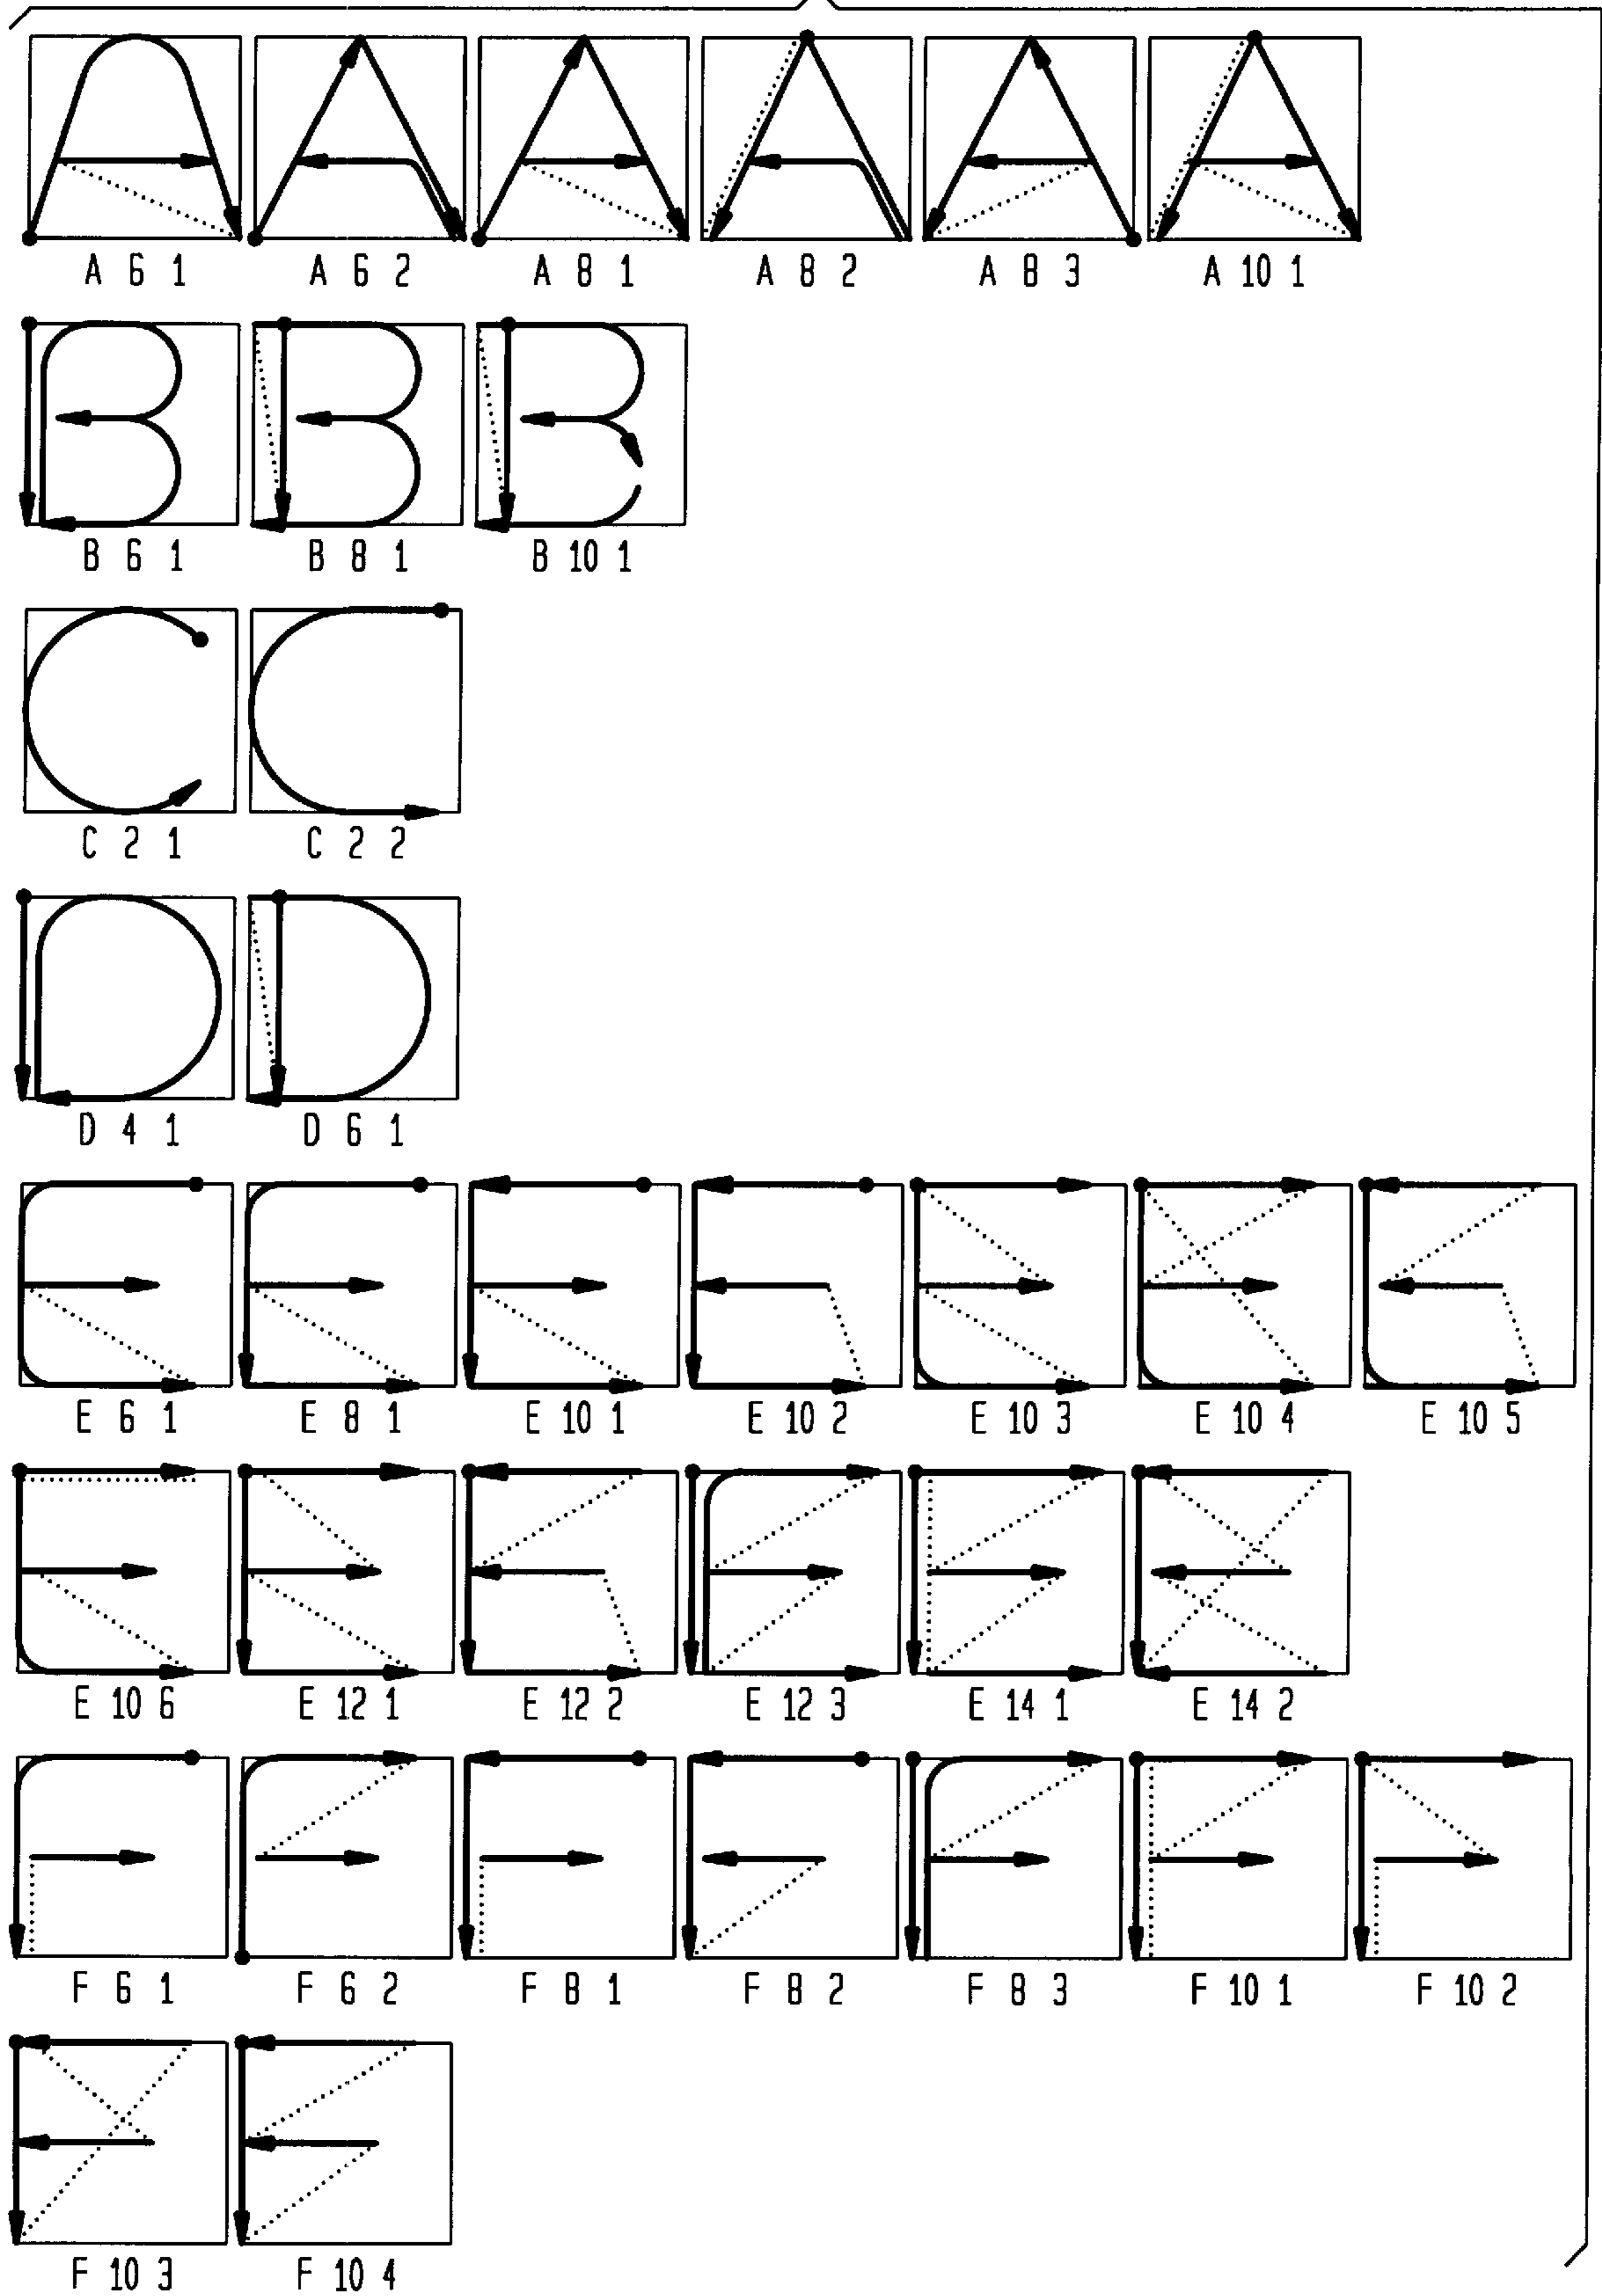 A 6 1 A 6 2 A 8 1 A 8 2 A 8 3 A 10 1
B 6 1 B 8 1 B 10 1
C 2 1 C 2 2
D 4 1 D 6 1
E 6 1 E 8 1 E 10 1 E 10 2 E 10 3 E 10 4 E 10 5
E 10 6 E 12 1 E 12 2 E 12 3 E 14 1 E 14 2
F 6 1 F 6 2 F 8 1 F 8 2 F 8 3 F 10 1 F 10 2
F 10 3 F 10 4